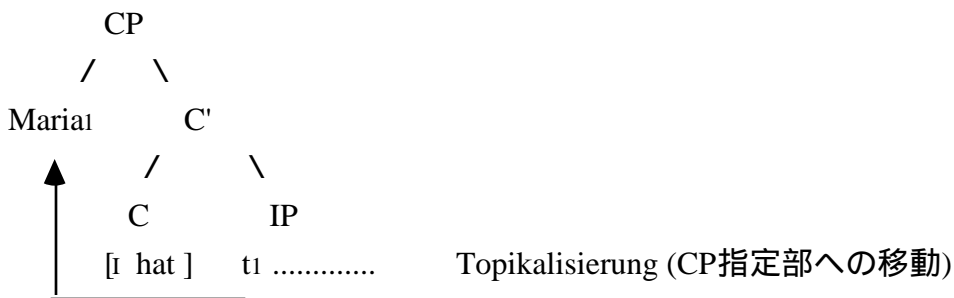 CP
/ \
Maria1 C'
/ \
C IP
[I hat ] t1 ............. Topikalisierung (CP指定部への移動)